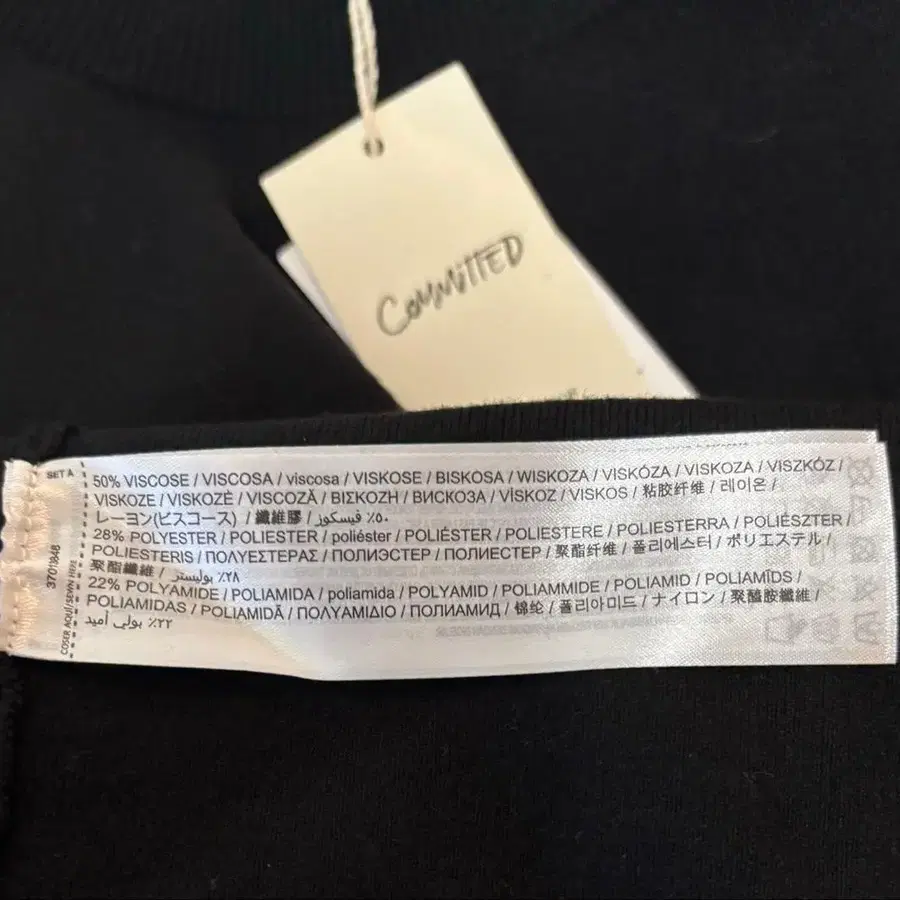 COMMITTED
SET A
3701948
COSER AQUÍ/SEWN HERE
50% VISCOSE / VISCOSA / viscosa / VISKOSE / BISKOSA / WISKOZA / VISKÓZA / VISKOZA / VISZKÓZ /
VISKOZE / VISKOZĖ / VISCOZĂ / ΒΙΣΚΟΖΗ / ВИСКОЗА / VİSKOZ / VISKOS / 粘胶纤维 / 레이온 /
レーヨン(ビスコース) / 纖維膠 / ٥٠٪ فيسكوز
28% POLYESTER / POLIESTER / poliéster / POLIÉSTER / POLIESTERE / POLIESTERRA / POLIÉSZTER /
POLIESTERIS / ΠΟΛΥΕΣΤΕΡΑΣ / ПОЛИЭСТЕР / ПОЛИЕСТЕР / 聚酯纤维 / 폴리에스터 / ポリエステル /
聚酯纖維 / ٢٨٪ بوليستر
22% POLYAMIDE / POLIAMIDA / poliamida / POLYAMID / POLIAMMIDE / POLIAMID / POLIAMĪDS /
POLIAMIDAS / POLIAMIDĂ / ΠΟΛΥΑΜΙΔΙΟ / ПОЛИАМИД / 锦纶 / 폴리아미드 / ナイロン / 聚醯胺纖維 /
٢٢٪ بولي أميد